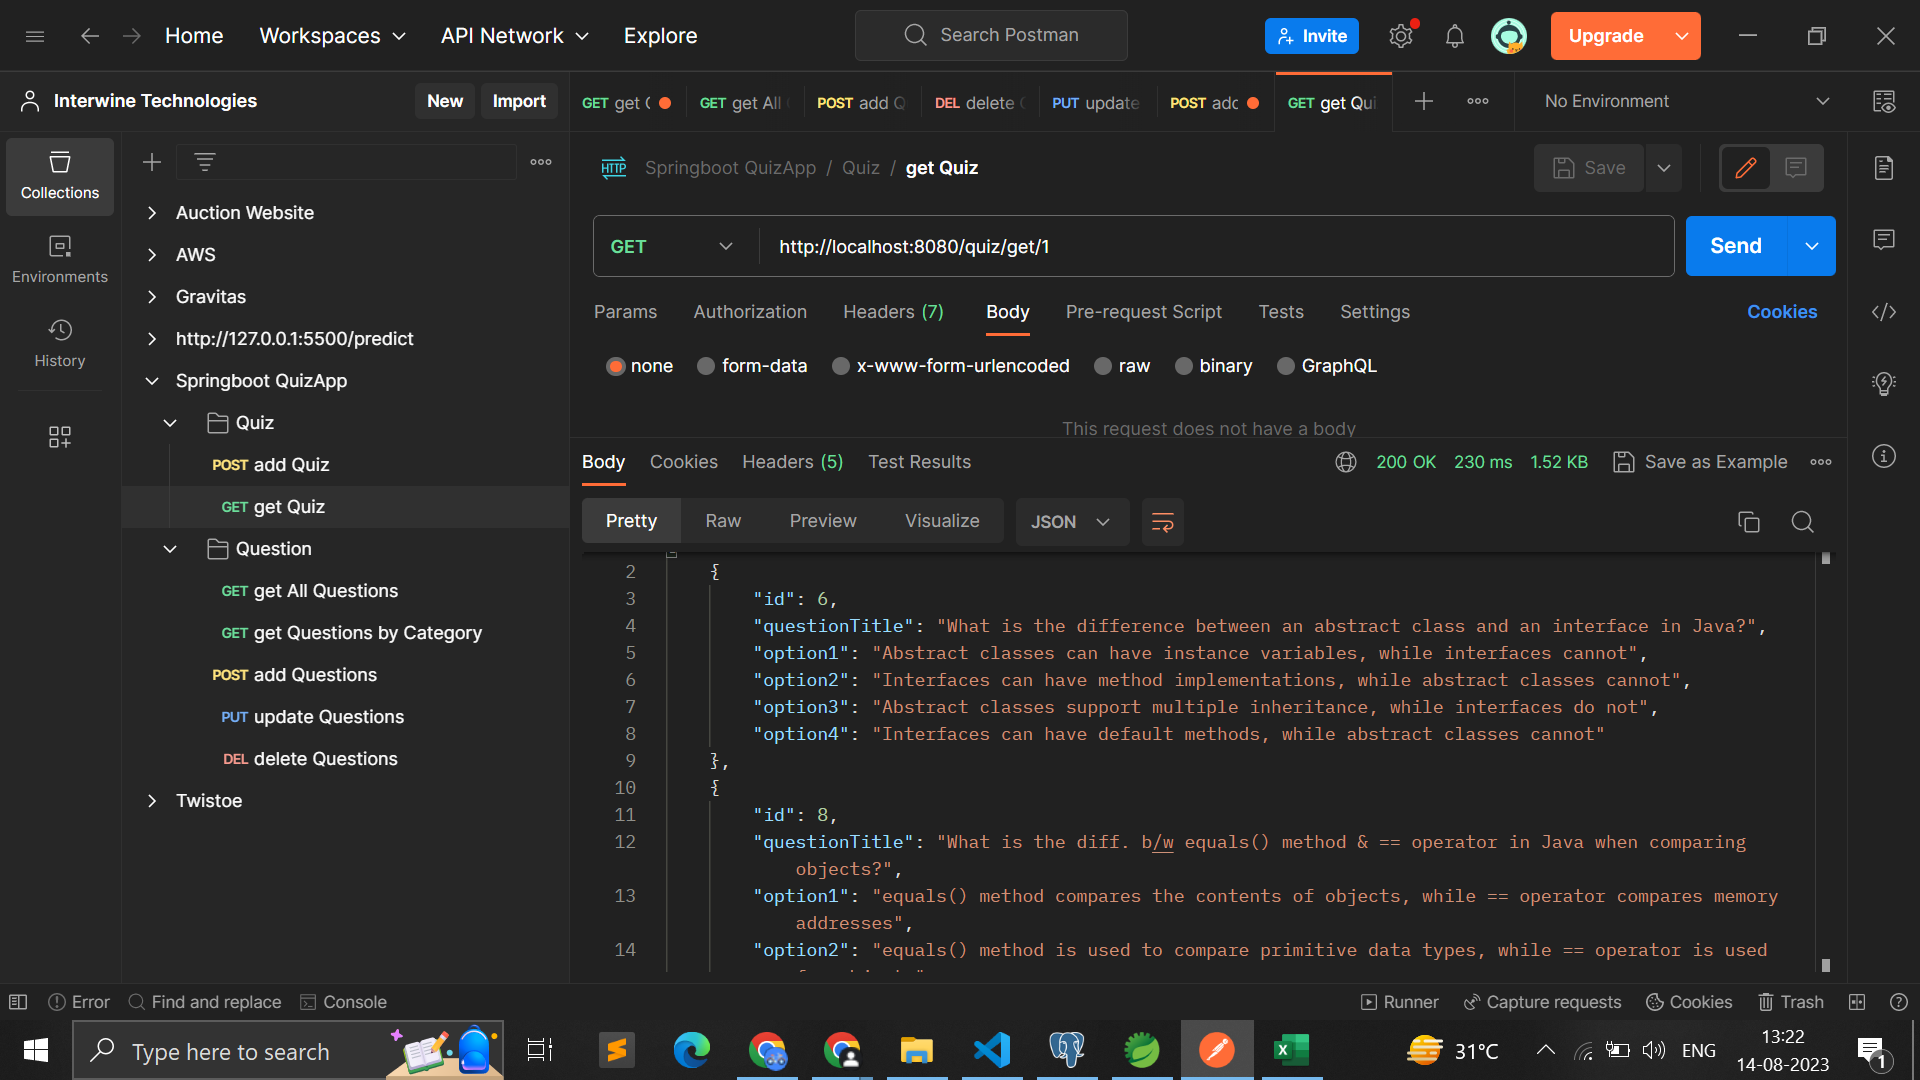 Home
Workspaces
API Network
Explore
Search Postman
Invite
Upgrade
Interwine Technologies
New
Import
GET get
GET get All
POST add Q
DEL delete
PUT update
POST adc
GET get Qui
No Environment
Collections
Environments
History
Auction Website
AWS
Gravitas
http://127.0.0.1:5500/predict
Springboot QuizApp
Quiz
POST add Quiz
GET get Quiz
Question
GET get All Questions
GET get Questions by Category
POST add Questions
PUT update Questions
DEL delete Questions
Twistoe
HTTP Springboot QuizApp / Quiz / get Quiz
Save
GET
http://localhost:8080/quiz/get/1
Send
Params Authorization Headers (7) Body Pre-request Script Tests Settings Cookies
none form-data x-www-form-urlencoded raw binary GraphQL
This request does not have a body
Body Cookies Headers (5) Test Results
200 OK 230 ms 1.52 KB Save as Example
Pretty Raw Preview Visualize JSON
2 {
3 "id": 6,
4 "questionTitle": "What is the difference between an abstract class and an interface in Java?",
5 "option1": "Abstract classes can have instance variables, while interfaces cannot",
6 "option2": "Interfaces can have method implementations, while abstract classes cannot",
7 "option3": "Abstract classes support multiple inheritance, while interfaces do not",
8 "option4": "Interfaces can have default methods, while abstract classes cannot"
9 },
10 {
11 "id": 8,
12 "questionTitle": "What is the diff. b/w equals() method & == operator in Java when comparing
objects?",
13 "option1": "equals() method compares the contents of objects, while == operator compares memory
addresses",
14 "option2": "equals() method is used to compare primitive data types, while == operator is used
Error
Find and replace
Console
Runner
Capture requests
Cookies
Trash
Type here to search
31°C
ENG
13:22
14-08-2023
1